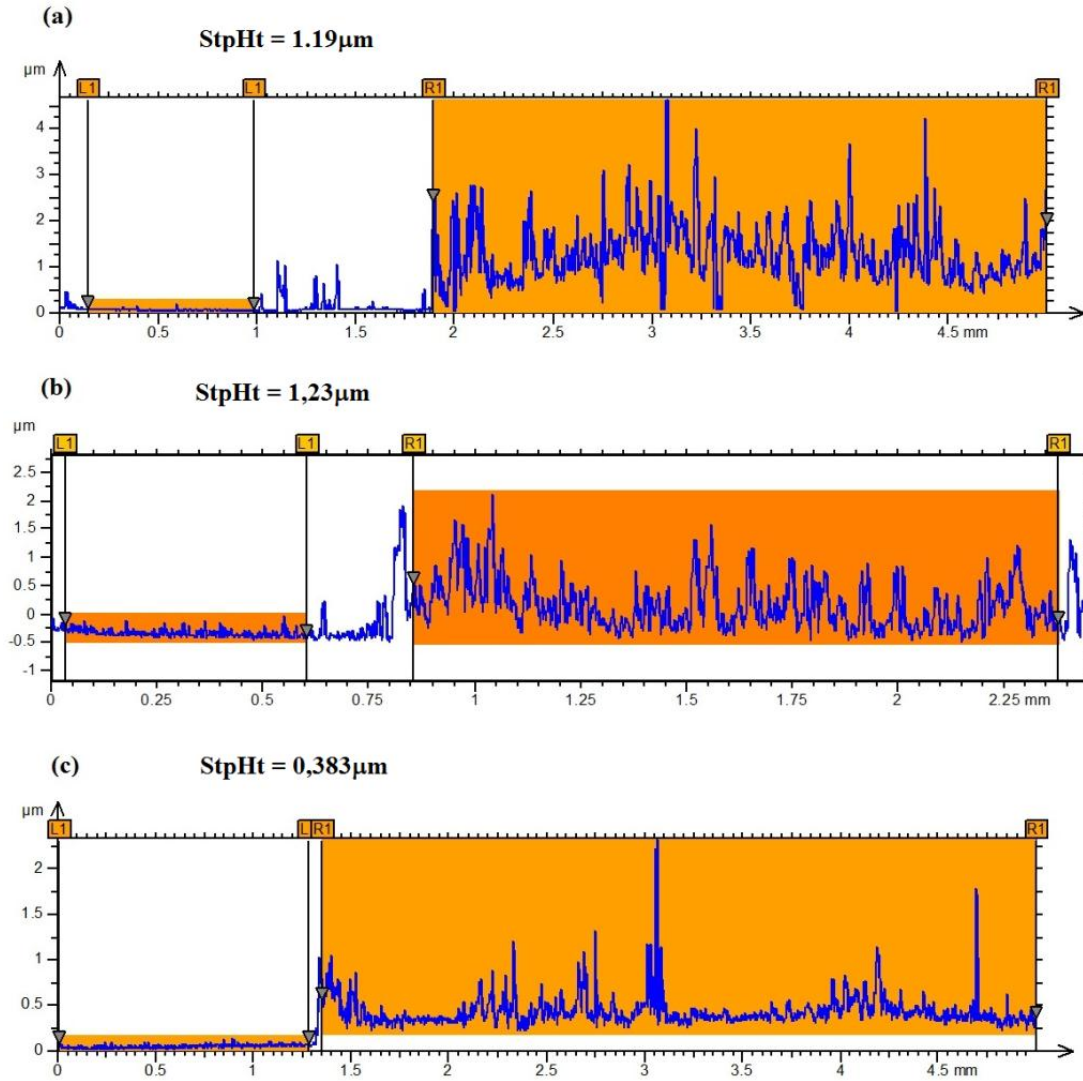 (a)
StpHt = 1.19µm
µm
L1 L1 R1 R1
4
3
2
1
0
0 0.5 1 1.5 2 2.5 3 3.5 4 4.5 mm
(b)
StpHt = 1,23µm
µm
L1 L1 R1 R1
2.5
2
1.5
1
0.5
0
-0.5
-1
0 0.25 0.5 0.75 1 1.25 1.5 1.75 2 2.25 mm
(c)
StpHt = 0,383µm
µm
L1 L R1 R1
2
1.5
1
0.5
0
0 0.5 1 1.5 2 2.5 3 3.5 4 4.5 mm